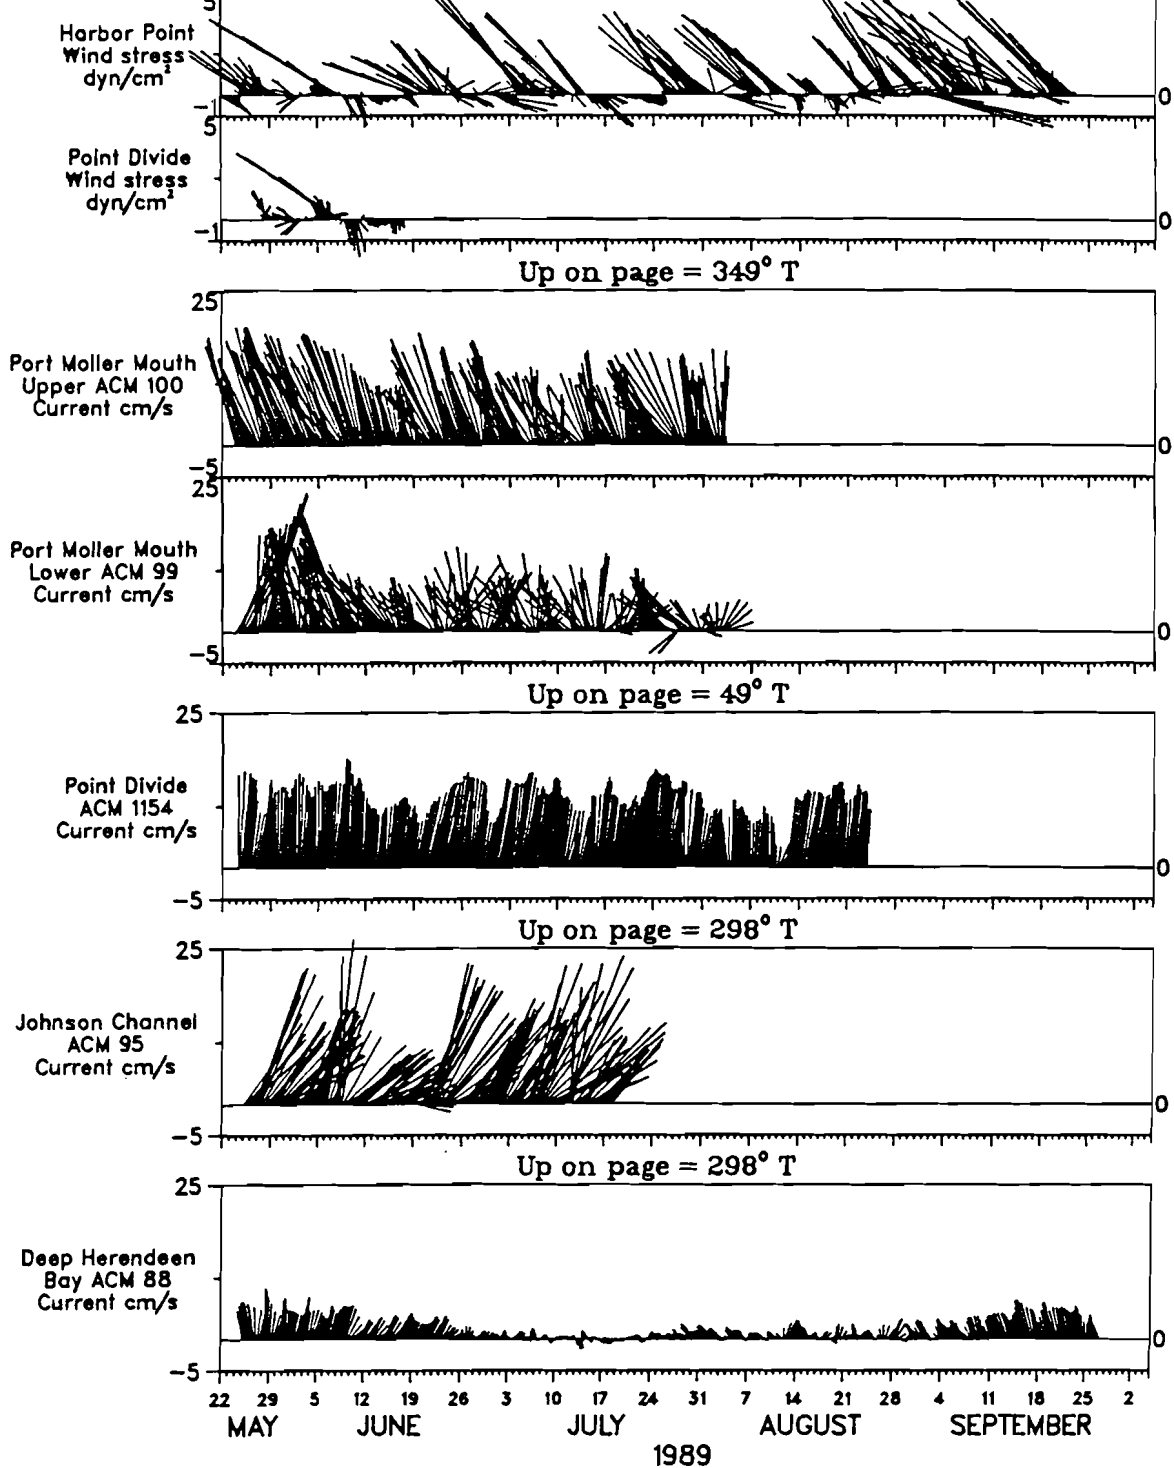 5
Harbor Point
Wind stress
dyn/cm²
-1
0
5
Point Divide
Wind stress
dyn/cm²
-1
0
Up on page = 349° T
25
Port Moller Mouth
Upper ACM 100
Current cm/s
0
-5
25
Port Moller Mouth
Lower ACM 99
Current cm/s
0
-5
Up on page = 49° T
25
Point Divide
ACM 1154
Current cm/s
0
-5
Up on page = 298° T
25
Johnson Channel
ACM 95
Current cm/s
0
-5
Up on page = 298° T
25
Deep Herendeen
Bay ACM 88
Current cm/s
0
-5
22 29 5 12 19 26 3 10 17 24 31 7 14 21 28 4 11 18 25 2
MAY JUNE JULY AUGUST SEPTEMBER
1989